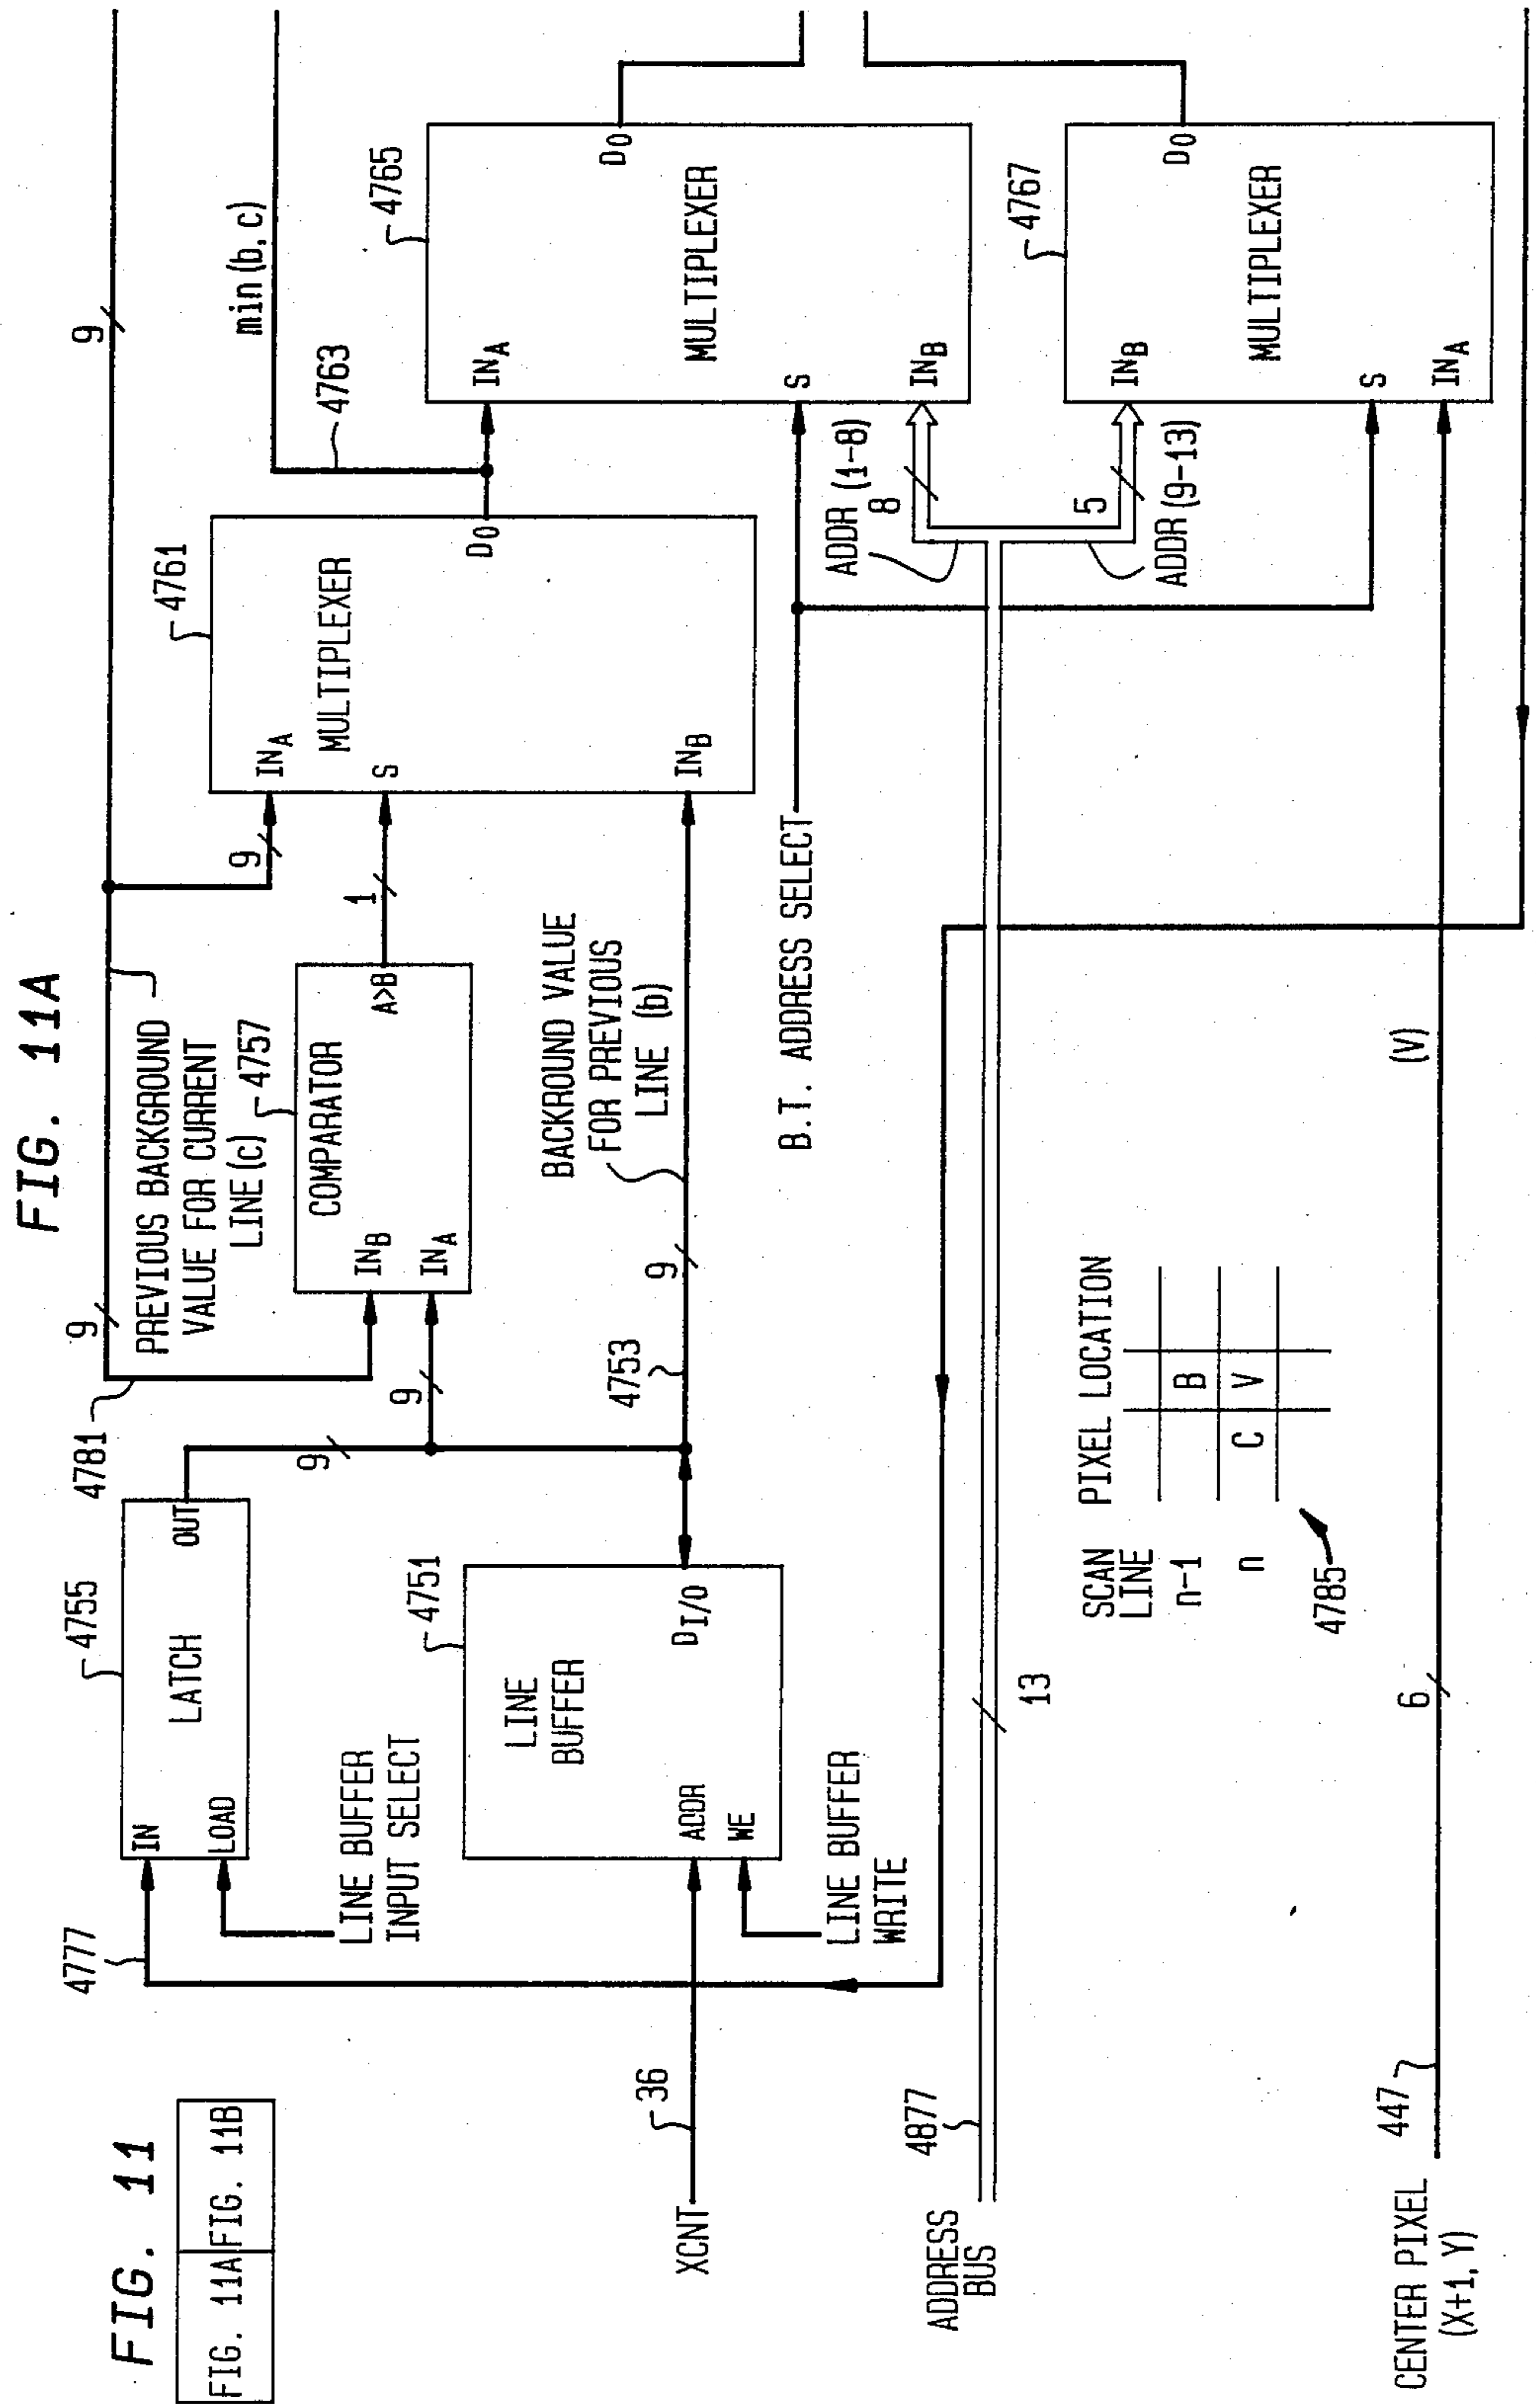 FIG. 11
FIG. 11A FIG. 11B
FIG. 11A
4777
4755
IN
LOAD
LATCH
OUT
LINE BUFFER
INPUT SELECT
4781
9
PREVIOUS BACKGROUND
VALUE FOR CURRENT
LINE (c)
9
9
9
4757
COMPARATOR
INB
INA
A>B
1
9
4761
INA
S
INB
MULTIPLEXER
D0
4763
min (b, c)
9
4751
LINE
BUFFER
ADDR
WE
DI/O
XCNT
36
LINE BUFFER
WRITE
4753
9
BACKROUND VALUE
FOR PREVIOUS
LINE (b)
4765
INA
S
INB
MULTIPLEXER
D0
B.T. ADDRESS SELECT
ADDR (1-8)
8
5
ADDR (9-13)
4767
INB
S
INA
MULTIPLEXER
D0
ADDRESS
BUS
4877
13
SCAN
LINE
PIXEL LOCATION
n-1
B
n
C
V
4785
CENTER PIXEL
(X+1, Y)
447
6
(V)